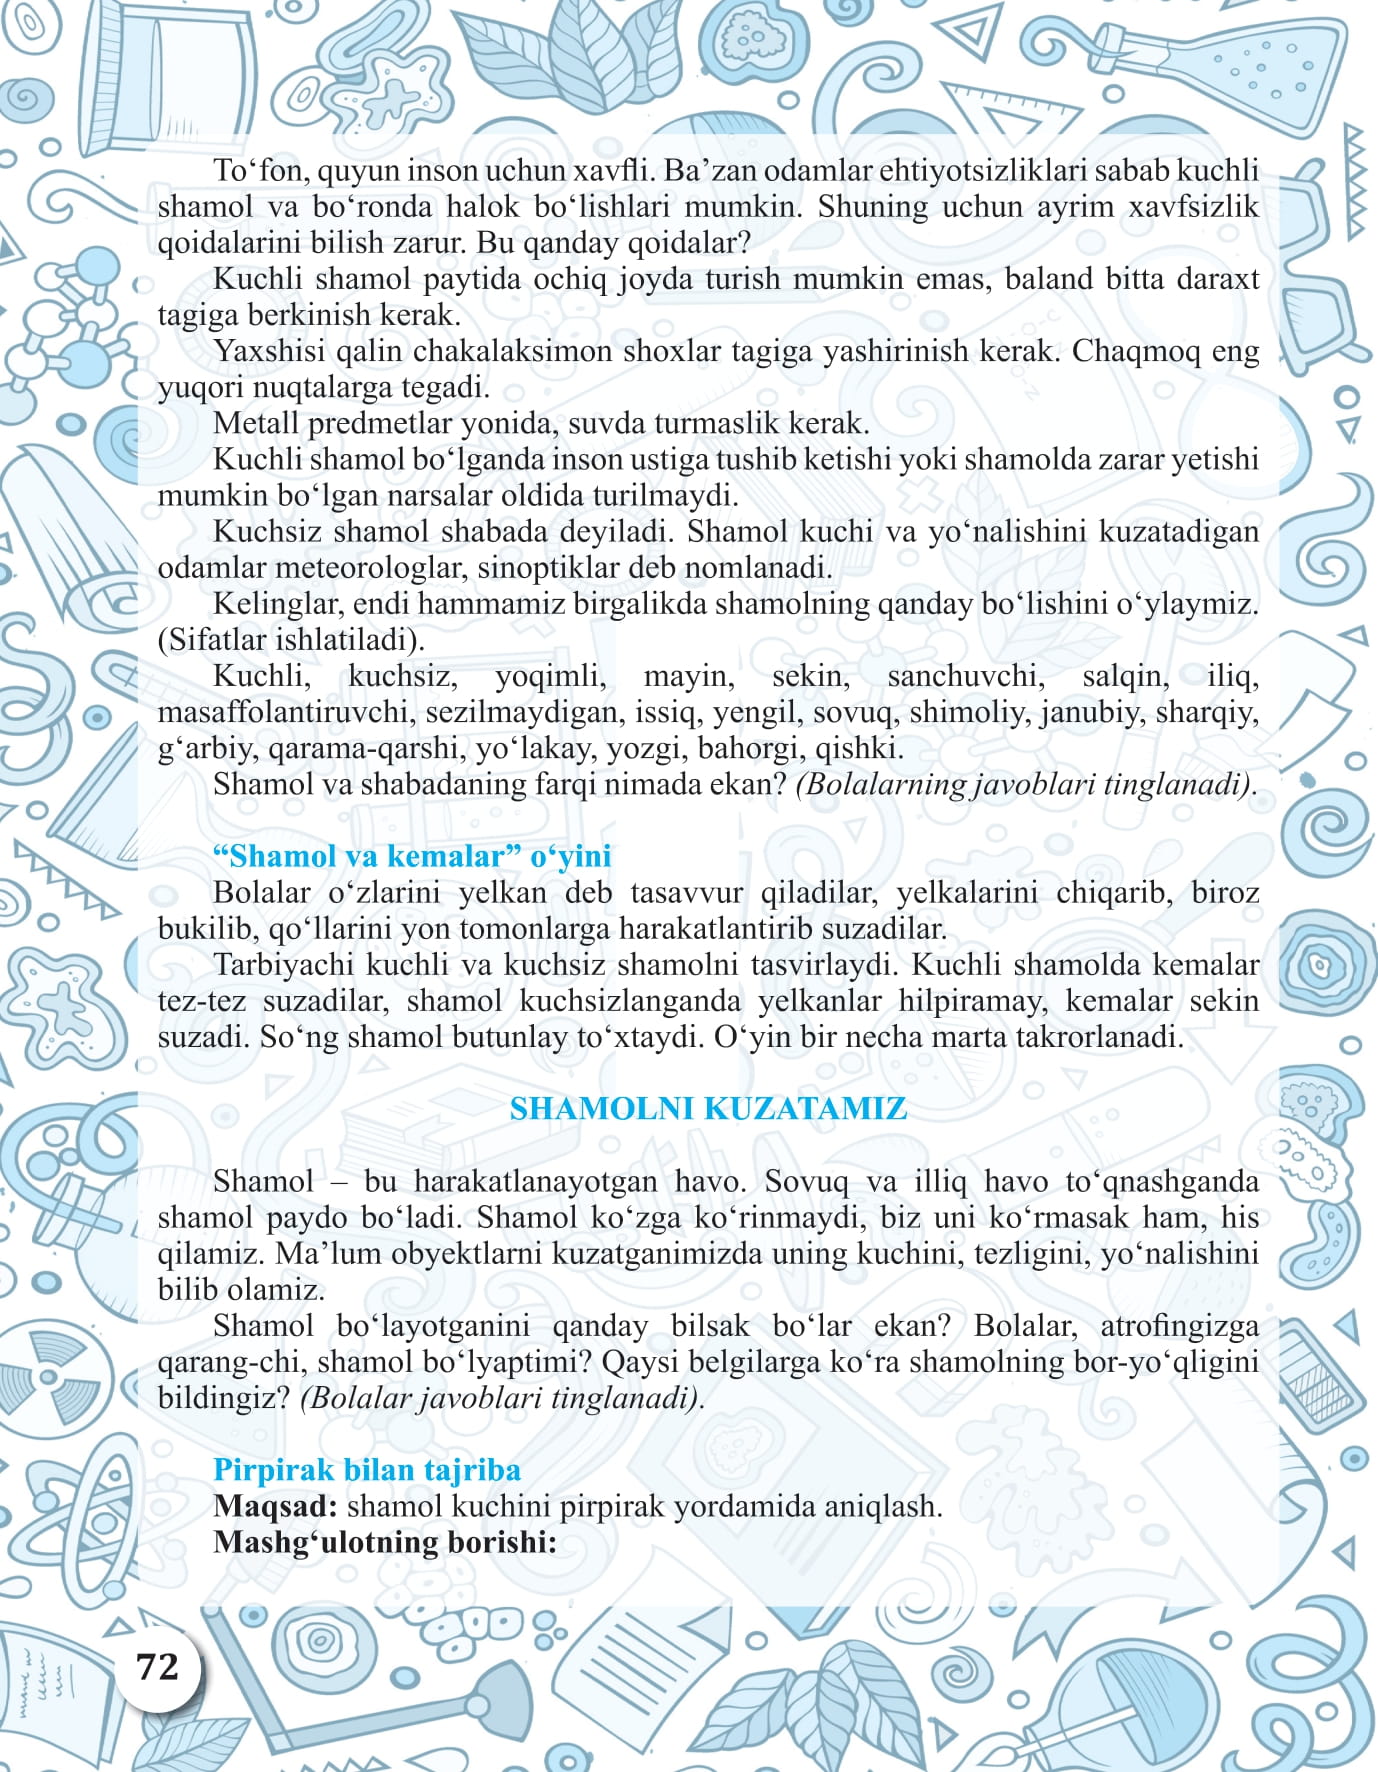 To‘fon, quyun inson uchun xavfli. Ba’zan odamlar ehtiyotsizliklari sabab kuchli
shamol va bo‘ronda halok bo‘lishlari mumkin. Shuning uchun ayrim xavfsizlik
qoidalarini bilish zarur. Bu qanday qoidalar?
Kuchli shamol paytida ochiq joyda turish mumkin emas, baland bitta daraxt
tagiga berkinish kerak.
Yaxshisi qalin chakalaksimon shoxlar tagiga yashirinish kerak. Chaqmoq eng
yuqori nuqtalarga tegadi.
Metall predmetlar yonida, suvda turmaslik kerak.
Kuchli shamol bo‘lganda inson ustiga tushib ketishi yoki shamolda zarar yetishi
mumkin bo‘lgan narsalar oldida turilmaydi.
Kuchsiz shamol shabada deyiladi. Shamol kuchi va yo‘nalishini kuzatadigan
odamlar meteorologlar, sinoptiklar deb nomlanadi.
Kelinglar, endi hammamiz birgalikda shamolning qanday bo‘lishini o‘ylaymiz.
(Sifatlar ishlatiladi).
Kuchli, kuchsiz, yoqimli, mayin, sekin, sanchuvchi, salqin, iliq,
masaffolantiruvchi, sezilmaydigan, issiq, yengil, sovuq, shimoliy, janubiy, sharqiy,
g‘arbiy, qarama-qarshi, yo‘lakay, yozgi, bahorgi, qishki.
Shamol va shabadaning farqi nimada ekan? (Bolalarning javoblari tinglanadi).
“Shamol va kemalar” o‘yini
Bolalar o‘zlarini yelkan deb tasavvur qiladilar, yelkalarini chiqarib, biroz
bukilib, qo‘llarini yon tomonlarga harakatlantirib suzadilar.
Tarbiyachi kuchli va kuchsiz shamolni tasvirlaydi. Kuchli shamolda kemalar
tez-tez suzadilar, shamol kuchsizlanganda yelkanlar hilpiramay, kemalar sekin
suzadi. So‘ng shamol butunlay to‘xtaydi. O‘yin bir necha marta takrorlanadi.
SHAMOLNI KUZATAMIZ
Shamol – bu harakatlanayotgan havo. Sovuq va illiq havo to‘qnashganda
shamol paydo bo‘ladi. Shamol ko‘zga ko‘rinmaydi, biz uni ko‘rmasak ham, his
qilamiz. Ma’lum obyektlarni kuzatganimizda uning kuchini, tezligini, yo‘nalishini
bilib olamiz.
Shamol bo‘layotganini qanday bilsak bo‘lar ekan? Bolalar, atrofingizga
qarang-chi, shamol bo‘lyaptimi? Qaysi belgilarga ko‘ra shamolning bor-yo‘qligini
bildingiz? (Bolalar javoblari tinglanadi).
Pirpirak bilan tajriba
Maqsad: shamol kuchini pirpirak yordamida aniqlash.
Mashg‘ulotning borishi:
72